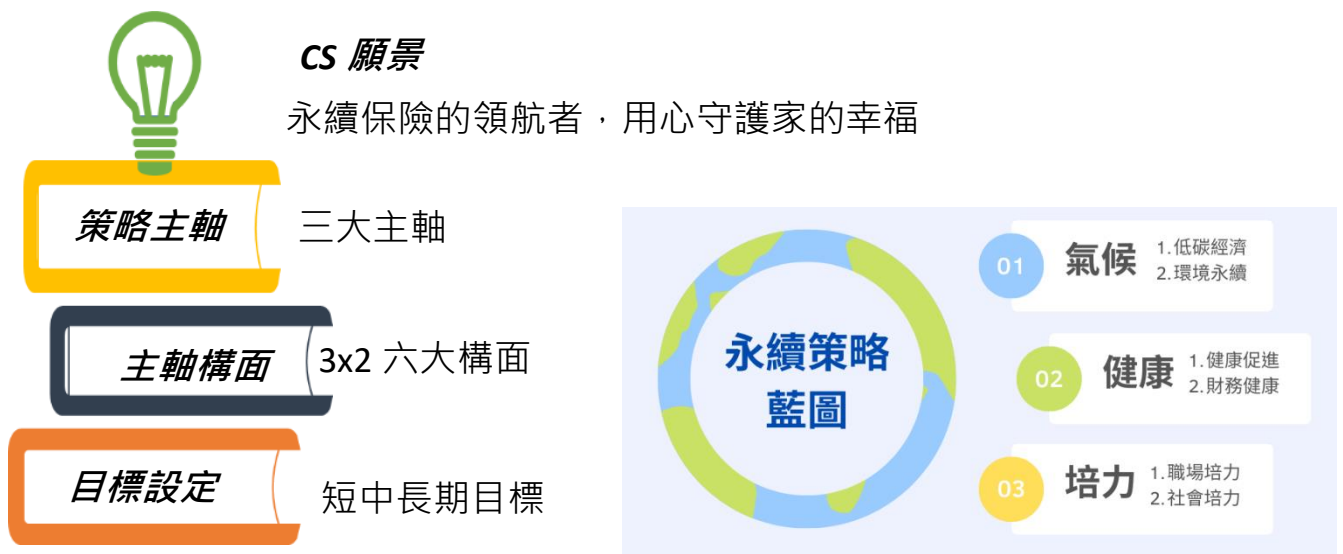 CS 願景
永續保險的領航者，用心守護家的幸福
策略主軸
三大主軸
主軸構面
3x2 六大構面
目標設定
短中長期目標
永續策略
藍圖
01
氣候
1.低碳經濟
2.環境永續
02
健康
1.健康促進
2.財務健康
03
培力
1.職場培力
2.社會培力